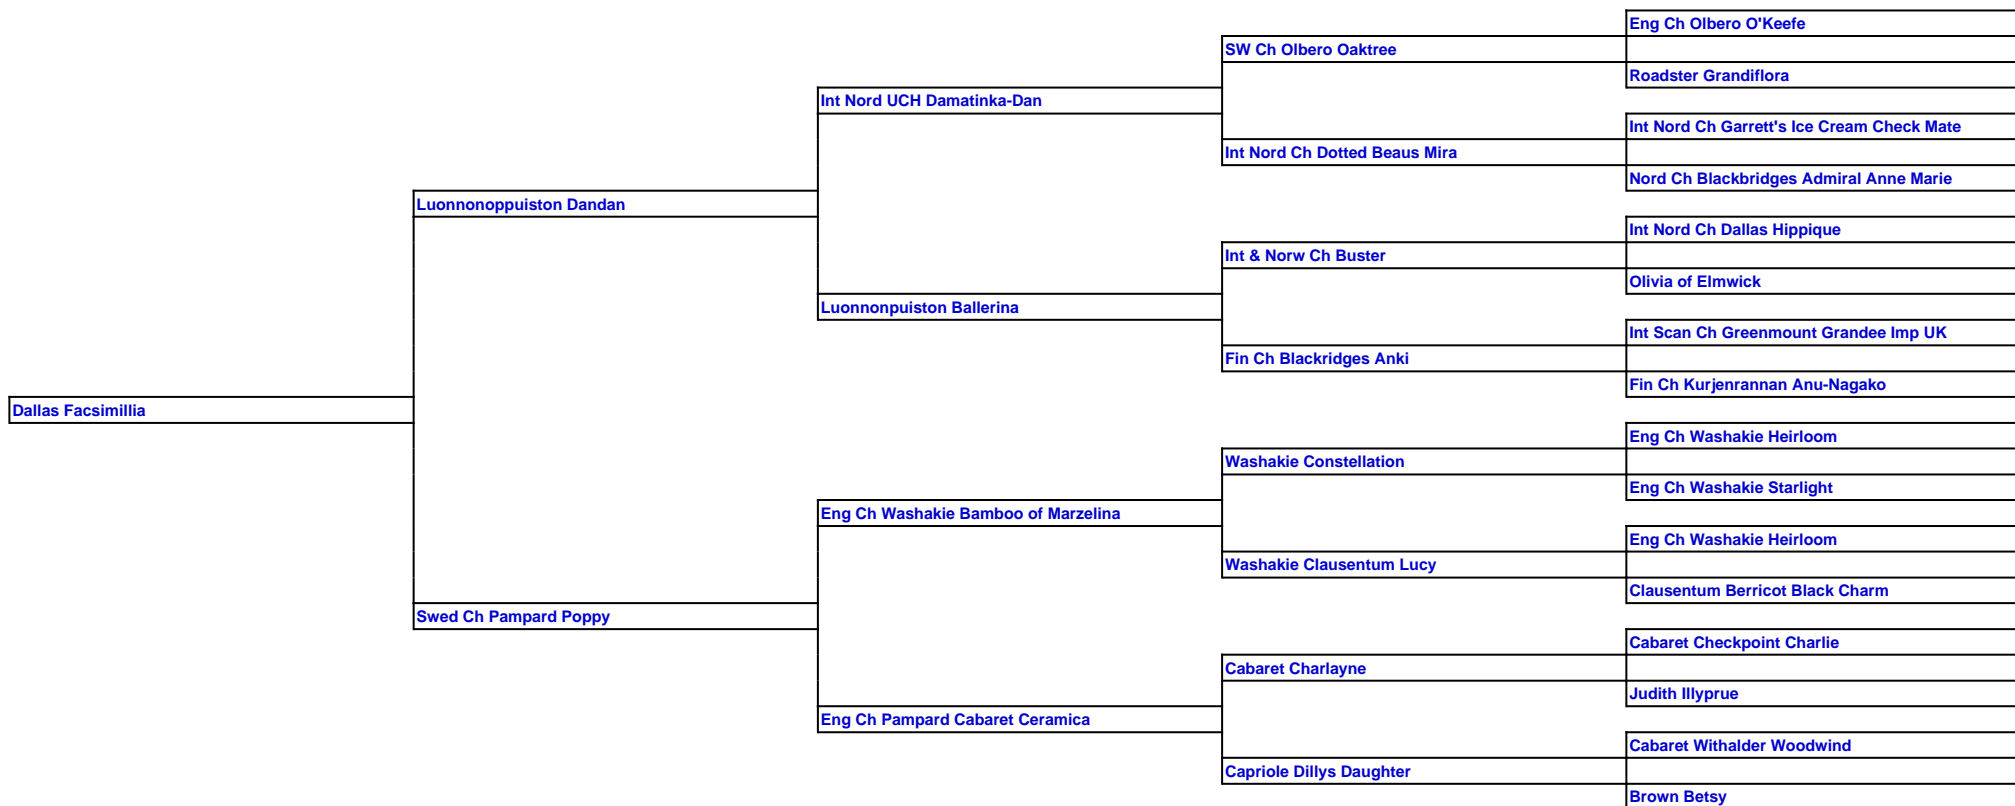 Eng Ch Olbero O'Keefe
SW Ch Olbero Oaktree
Roadster Grandiflora
Int Nord UCH Damatinka-Dan
Int Nord Ch Garrett's Ice Cream Check Mate
Int Nord Ch Dotted Beaus Mira
Nord Ch Blackbridges Admiral Anne Marie
Luonnonoppuiston Dandan
Int Nord Ch Dallas Hippique
Int & Norw Ch Buster
Olivia of Elmwick
Luonnonpuiston Ballerina
Int Scan Ch Greenmount Grandee Imp UK
Fin Ch Blackridges Anki
Fin Ch Kurjenrannan Anu-Nagako
Dallas Facsimillia
Eng Ch Washakie Heirloom
Washakie Constellation
Eng Ch Washakie Starlight
Eng Ch Washakie Bamboo of Marzelina
Eng Ch Washakie Heirloom
Washakie Clausentum Lucy
Clausentum Berricot Black Charm
Swed Ch Pampard Poppy
Cabaret Checkpoint Charlie
Cabaret Charlayne
Judith Illyprue
Eng Ch Pampard Cabaret Ceramica
Cabaret Withalder Woodwind
Capriole Dillys Daughter
Brown Betsy